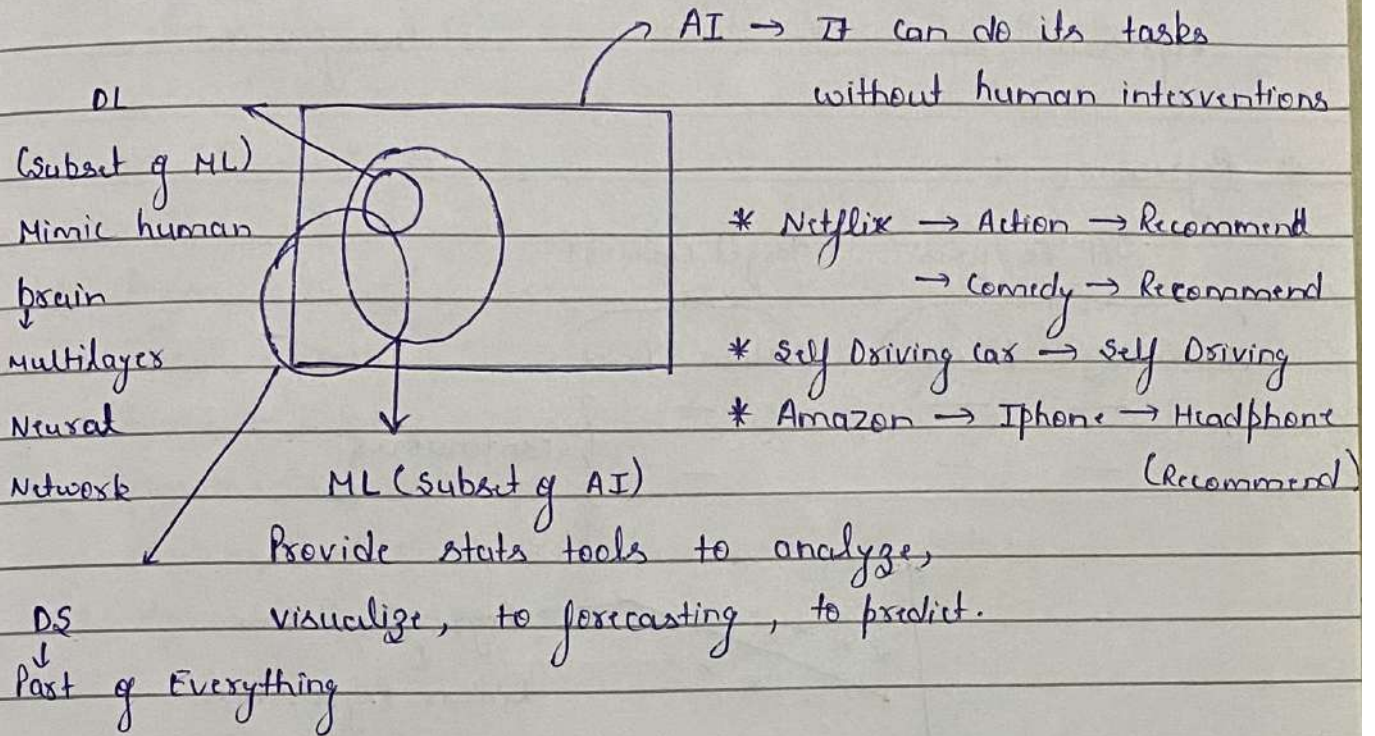 AI → It can do its tasks
without human interventions
DL
(Subset of ML)
Mimic human
brain
↓
Multilayer
Neural
Network
* Netflix → Action → Recommend
→ Comedy → Recommend
* Self Driving Car → Self Driving
* Amazon → Iphone → Headphone
(Recommend)
ML (Subset of AI)
Provide stats tools to analyze,
visualize, to forecasting, to predict.
DS
↓
Part of Everything